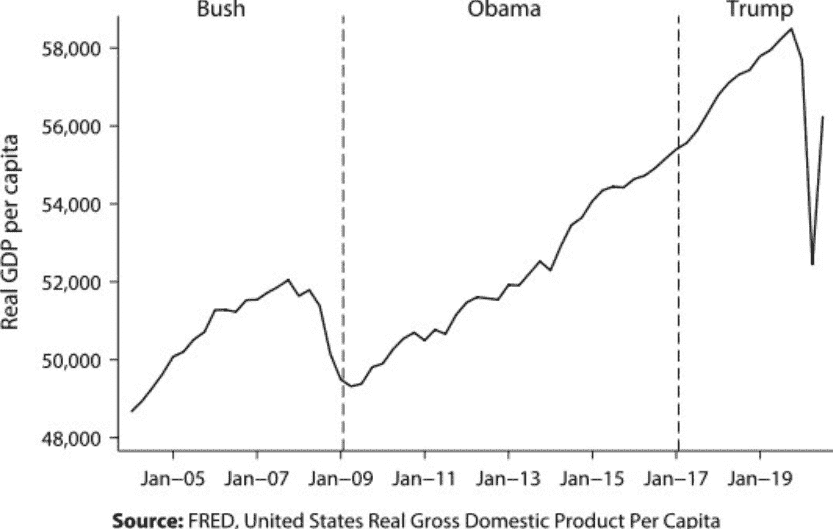 Bush Obama Trump
Real GDP per capita
58,000
56,000
54,000
52,000
50,000
48,000
Jan–05 Jan–07 Jan–09 Jan–11 Jan–13 Jan–15 Jan–17 Jan–19
Source: FRED, United States Real Gross Domestic Product Per Capita